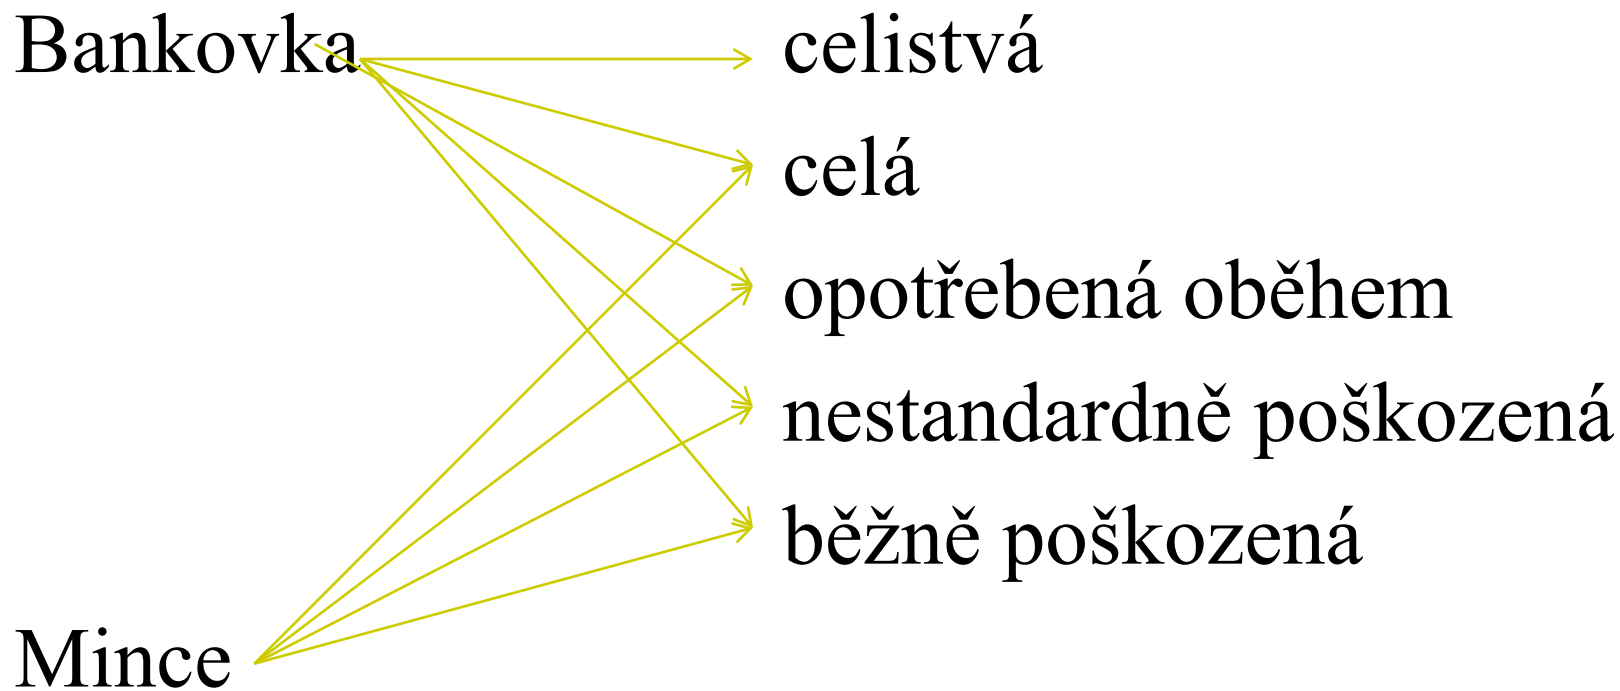 Bankovka
celistvá
celá
opotřebená oběhem
nestandardně poškozená
běžně poškozená
Mince